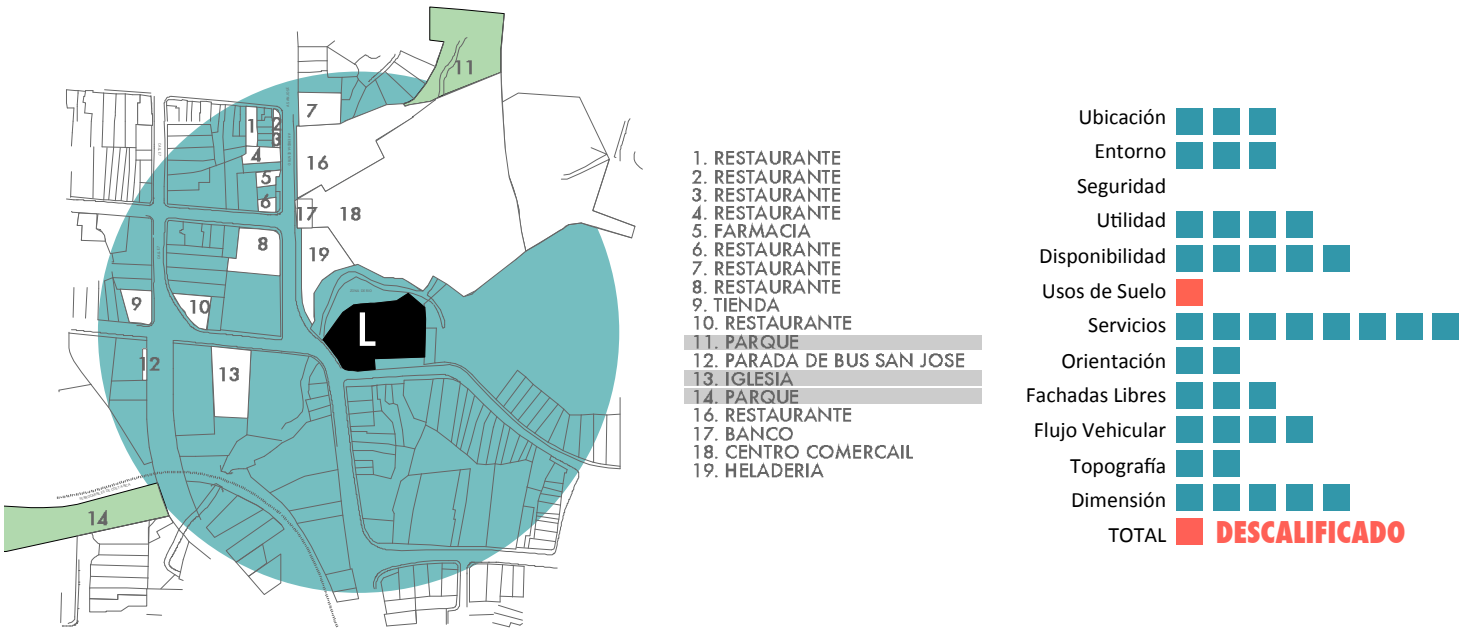 11
7
1
2
3
4
16
5
6
17
18
8
19
9
10
L
12
13
14
1. RESTAURANTE
2. RESTAURANTE
3. RESTAURANTE
4. RESTAURANTE
5. FARMACIA
6. RESTAURANTE
7. RESTAURANTE
8. RESTAURANTE
9. TIENDA
10. RESTAURANTE
11. PARQUE
12. PARADA DE BUS SAN JOSE
13. IGLESIA
14. PARQUE
16. RESTAURANTE
17. BANCO
18. CENTRO COMERCAIL
19. HELADERIA
Ubicación
Entorno
Seguridad
Utilidad
Disponibilidad
Usos de Suelo
Servicios
Orientación
Fachadas Libres
Flujo Vehicular
Topografía
Dimensión
TOTAL DESCALIFICADO